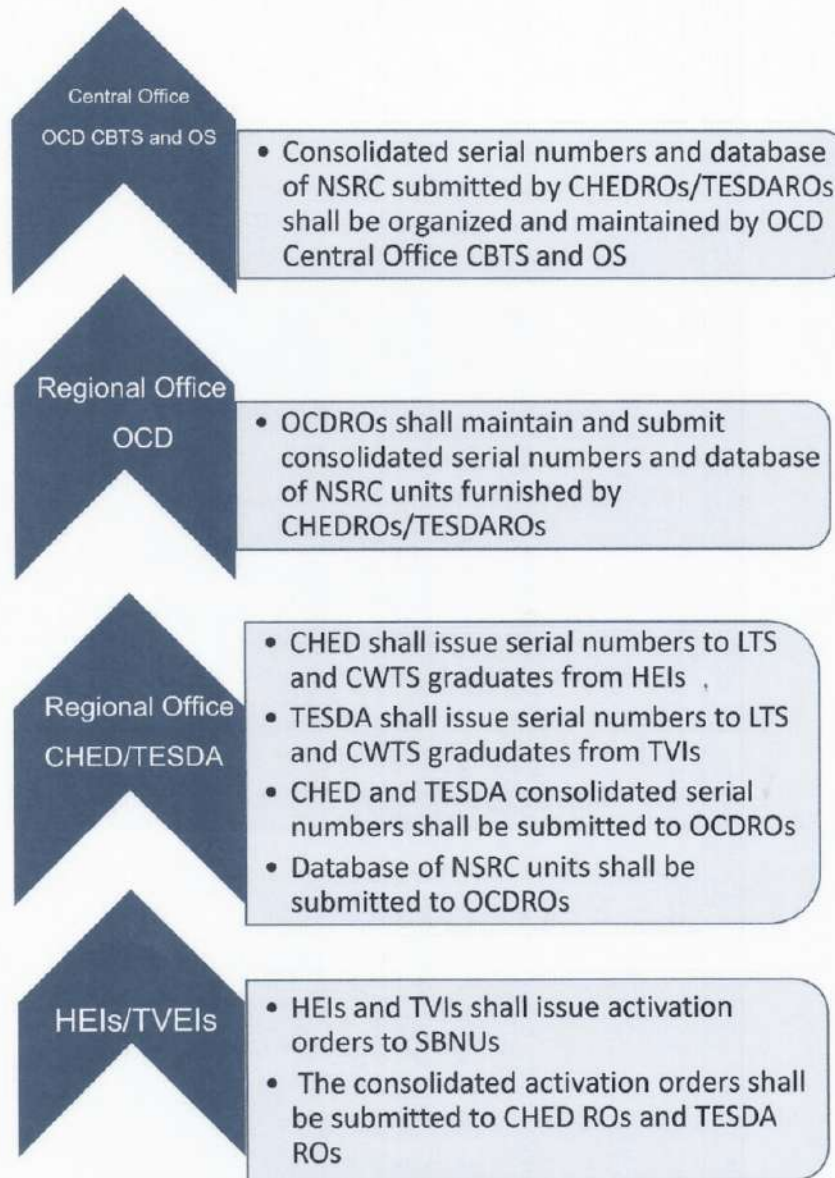 Central Office
OCD CBTS and OS
• Consolidated serial numbers and database
of NSRC submitted by CHEDROs/TESDAROs
shall be organized and maintained by OCD
Central Office CBTS and OS
Regional Office
OCD
• OCDROs shall maintain and submit
consolidated serial numbers and database
of NSRC units furnished by
CHEDROs/TESDAROs
Regional Office
CHED/TESDA
• CHED shall issue serial numbers to LTS
and CWTS graduates from HEIs
• TESDA shall issue serial numbers to LTS
and CWTS gradudates from TVIs
• CHED and TESDA consolidated serial
numbers shall be submitted to OCDROs
• Database of NSRC units shall be
submitted to OCDROs
HEIs/TVEIs
• HEIs and TVIs shall issue activation
orders to SBNUs
• The consolidated activation orders shall
be submitted to CHED ROs and TESDA
ROs